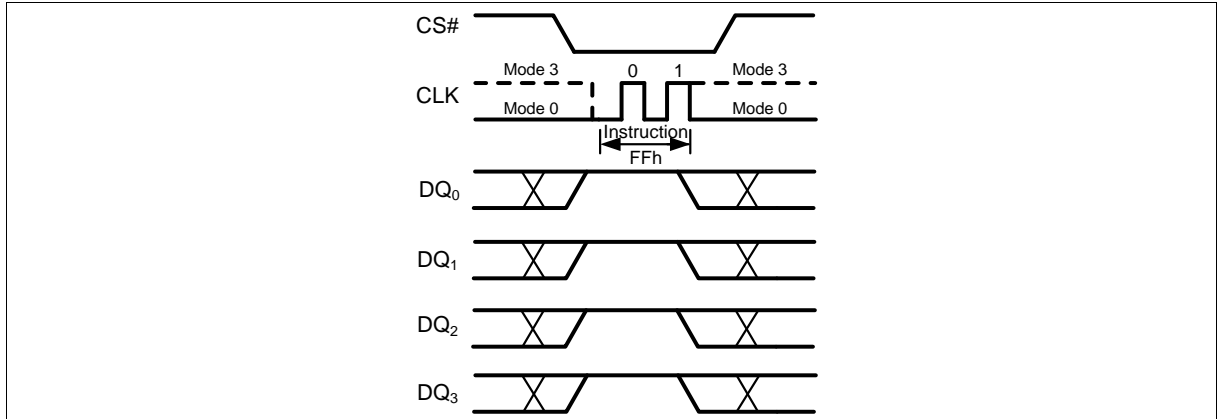 CS#
Mode 3 0 1 Mode 3
CLK
Mode 0 Mode 0
Instruction
FFh
DQ0
DQ1
DQ2
DQ3